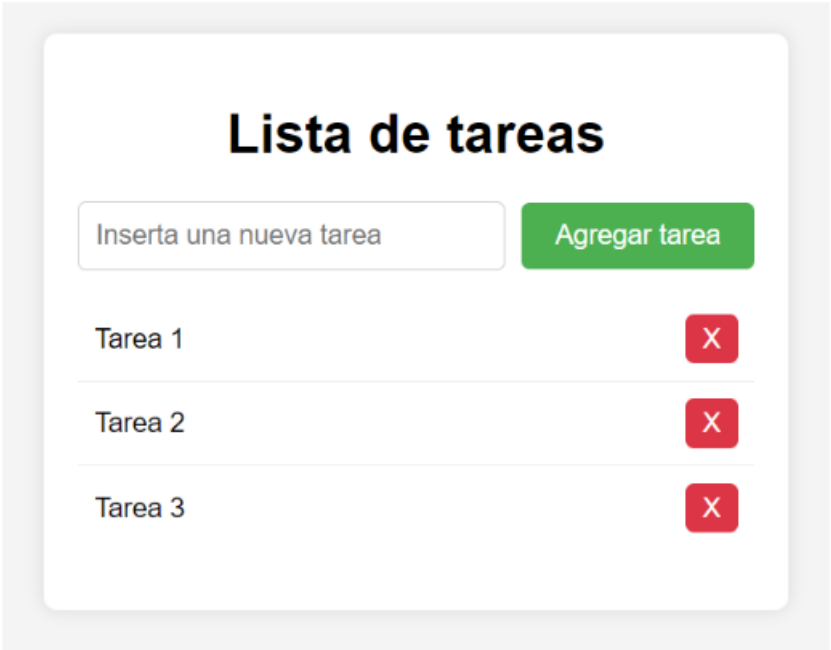 Lista de tareas
Inserta una nueva tarea Agregar tarea
Tarea 1 X
Tarea 2 X
Tarea 3 X